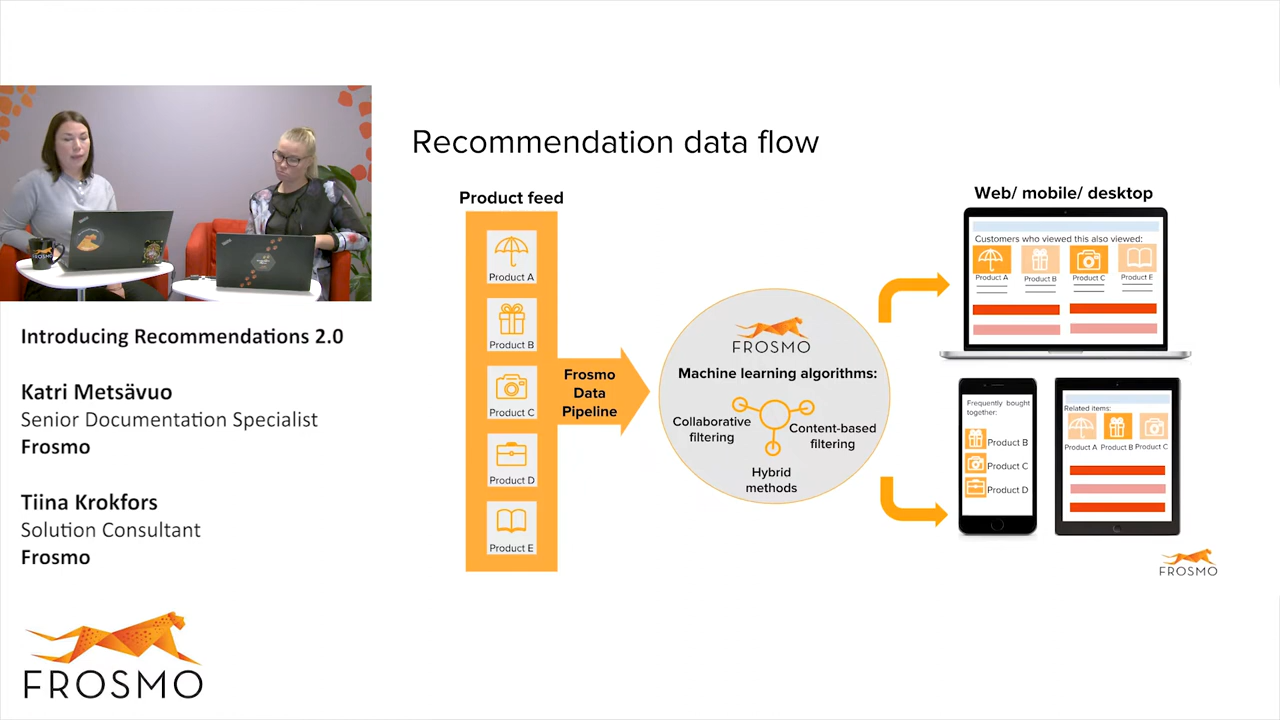 FROSMO
Introducing Recommendations 2.0
Katri Metsävuo
Senior Documentation Specialist
Frosmo
Tiina Krokfors
Solution Consultant
Frosmo
FROSMO
Recommendation data flow
Product feed
Product A
Product B
Product C
Product D
Product E
Frosmo
Data
Pipeline
FROSMO
Machine learning algorithms:
Collaborative
filtering
Content-based
filtering
Hybrid
methods
Web/ mobile/ desktop
Customers who viewed this also viewed:
Product A
Product B
Product C
Product E
Frequently bought
together:
Product B
Product C
Product D
Related items:
Product A
Product B
Product C
FROSMO